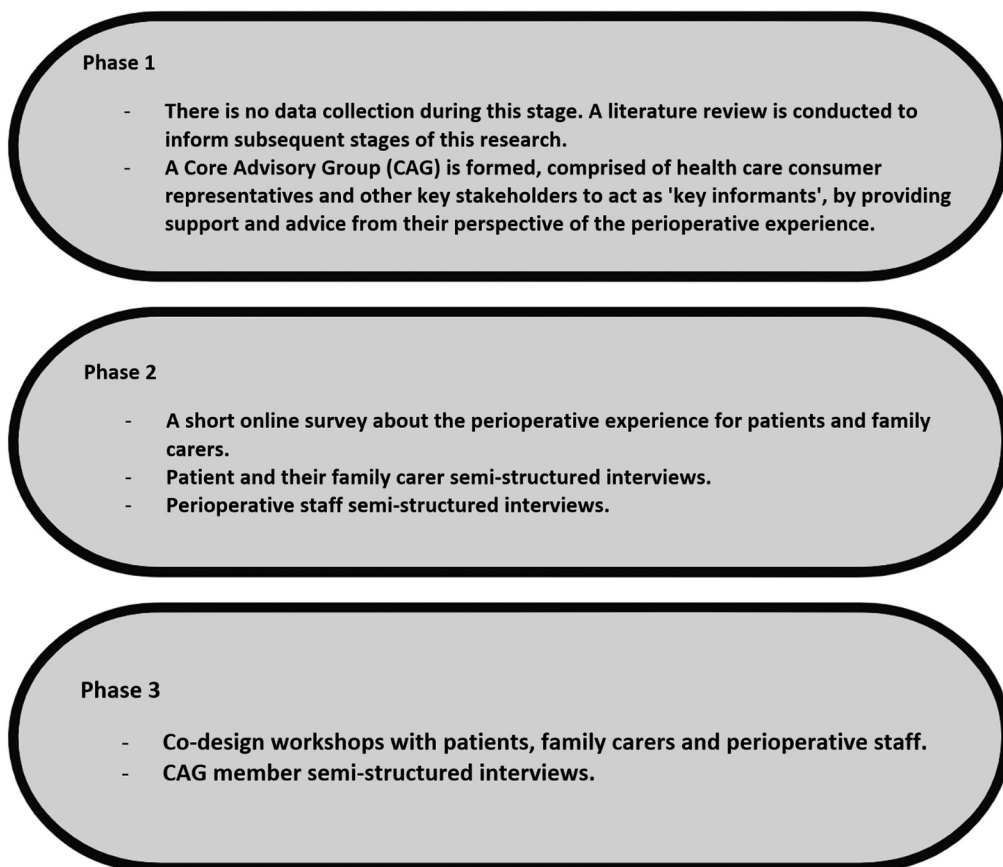 Phase 1
- There is no data collection during this stage. A literature review is conducted to
inform subsequent stages of this research.
- A Core Advisory Group (CAG) is formed, comprised of health care consumer
representatives and other key stakeholders to act as 'key informants', by providing
support and advice from their perspective of the perioperative experience.
Phase 2
- A short online survey about the perioperative experience for patients and family
carers.
- Patient and their family carer semi-structured interviews.
- Perioperative staff semi-structured interviews.
Phase 3
- Co-design workshops with patients, family carers and perioperative staff.
- CAG member semi-structured interviews.